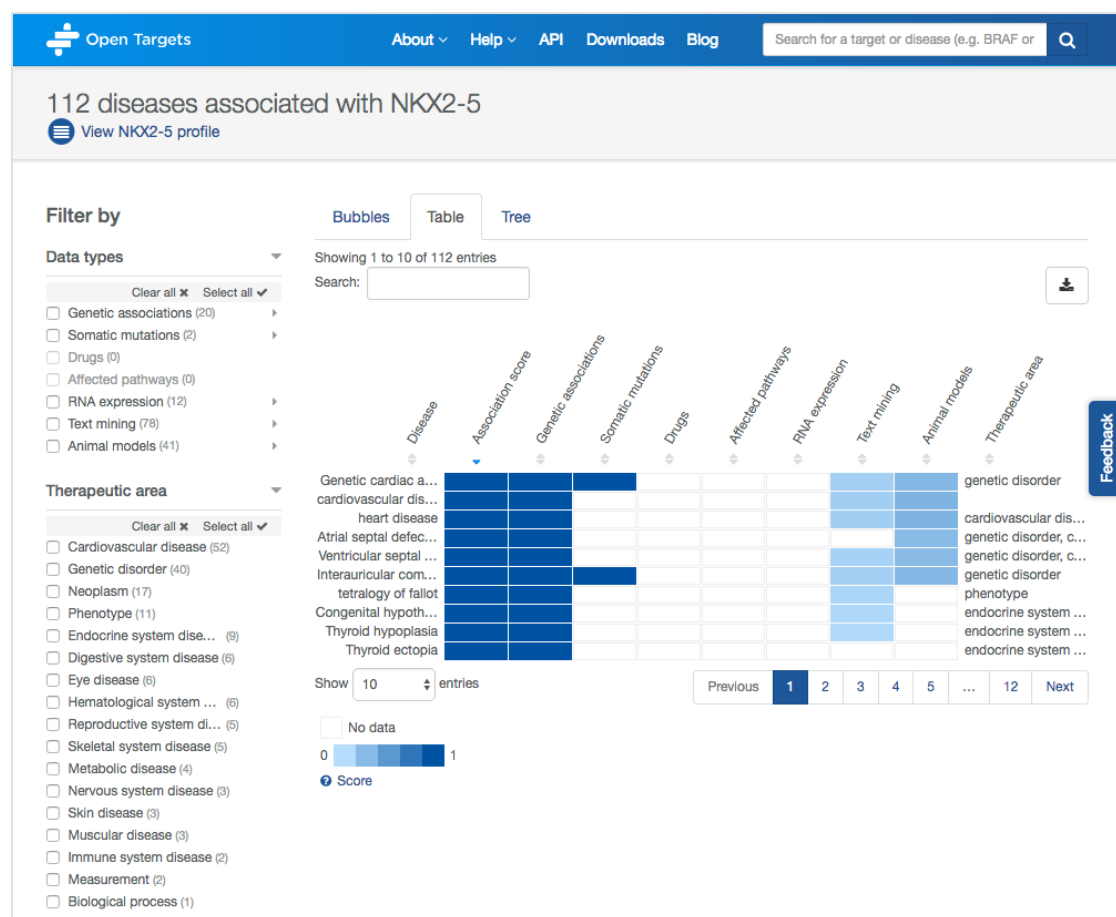 Open Targets About Help API Downloads Blog Search for a target or disease (e.g. BRAF or
112 diseases associated with NKX2-5
View NKX2-5 profile
Filter by
Data types
Clear all ✖ Select all ✔
Genetic associations (20)
Somatic mutations (2)
Drugs (0)
Affected pathways (0)
RNA expression (12)
Text mining (78)
Animal models (41)
Therapeutic area
Clear all ✖ Select all ✔
Cardiovascular disease (52)
Genetic disorder (40)
Neoplasm (17)
Phenotype (11)
Endocrine system dise... (9)
Digestive system disease (6)
Eye disease (6)
Hematological system ... (6)
Reproductive system di... (5)
Skeletal system disease (5)
Metabolic disease (4)
Nervous system disease (3)
Skin disease (3)
Muscular disease (3)
Immune system disease (2)
Measurement (2)
Biological process (1)
Bubbles Table Tree
Showing 1 to 10 of 112 entries
Search:
Disease
Association score
Genetic associations
Somatic mutations
Drugs
Affected pathways
RNA expression
Text mining
Animal models
Therapeutic area
Genetic cardiac a... genetic disorder
cardiovascular dis...
heart disease cardiovascular dis...
Atrial septal defec... genetic disorder, c...
Ventricular septal ... genetic disorder, c...
Interauricular com... genetic disorder
tetralogy of fallot phenotype
Congenital hypoth... endocrine system ...
Thyroid hypoplasia endocrine system ...
Thyroid ectopia endocrine system ...
Show 10 entries Previous 1 2 3 4 5 ... 12 Next
No data
0 1
Score
Feedback